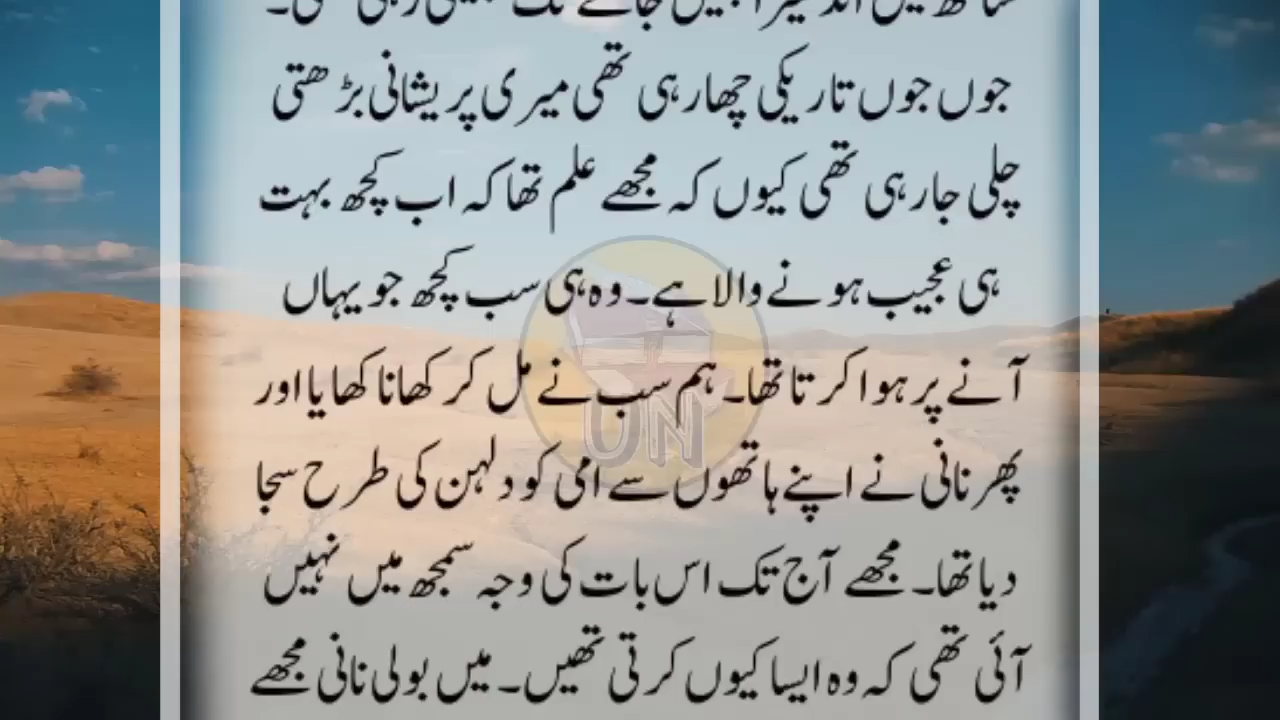 جوں جوں تاریکی چھارہی تھی میری پریشانی بڑھتی
چلی جارہی تھی کیوں کہ مجھے علم تھا کہ اب کچھ بہت
ہی عجیب ہونے والا ہے۔ وہ ہی سب کچھ جو یہاں
آنے پر ہوا کرتا تھا۔ ہم سب نے مل کر کھانا کھایا اور
پھر نانی نے اپنے ہاتھوں سے امی کو دلہن کی طرح سجا
دیا تھا۔ مجھے آج تک اس بات کی وجہ سمجھ میں نہیں
آئی تھی کہ وہ ایسا کیوں کرتی تھیں۔ میں بولی نانی مجھے
UN